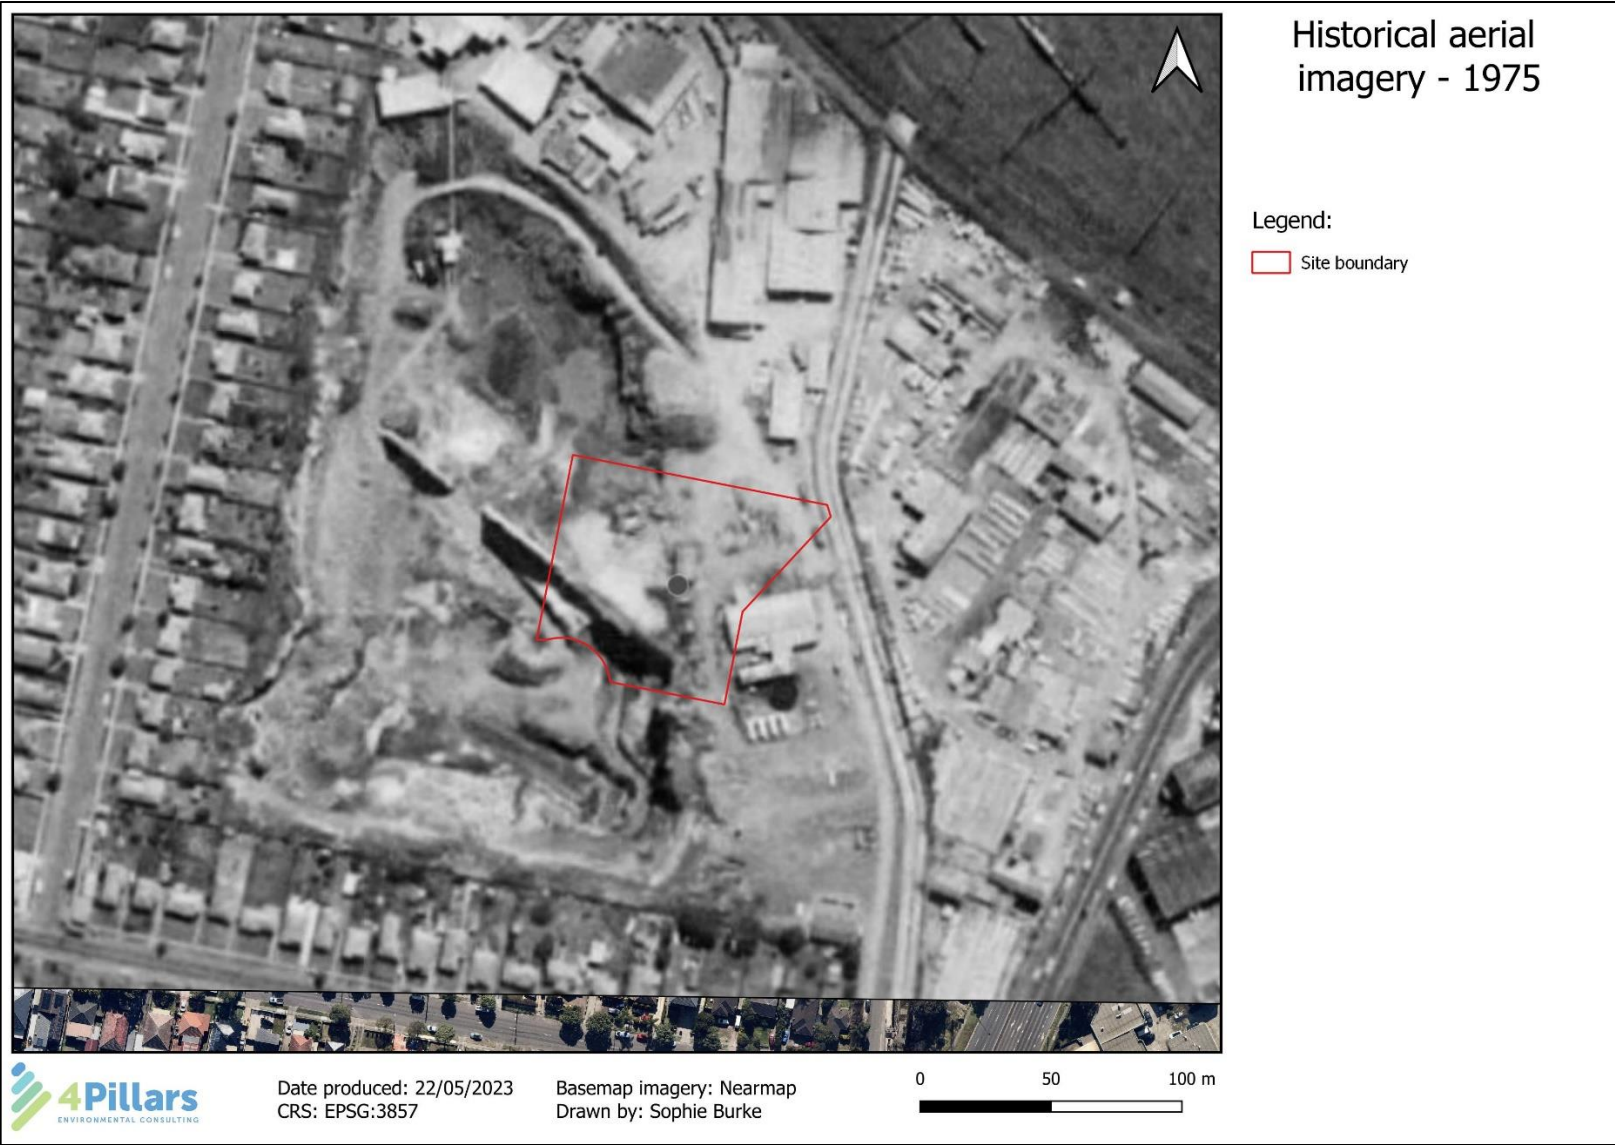 Historical aerial
imagery - 1975
Legend:
Site boundary
4Pillars
ENVIRONMENTAL CONSULTING
Date produced: 22/05/2023
CRS: EPSG:3857
Basemap imagery: Nearmap
Drawn by: Sophie Burke
0 50 100 m